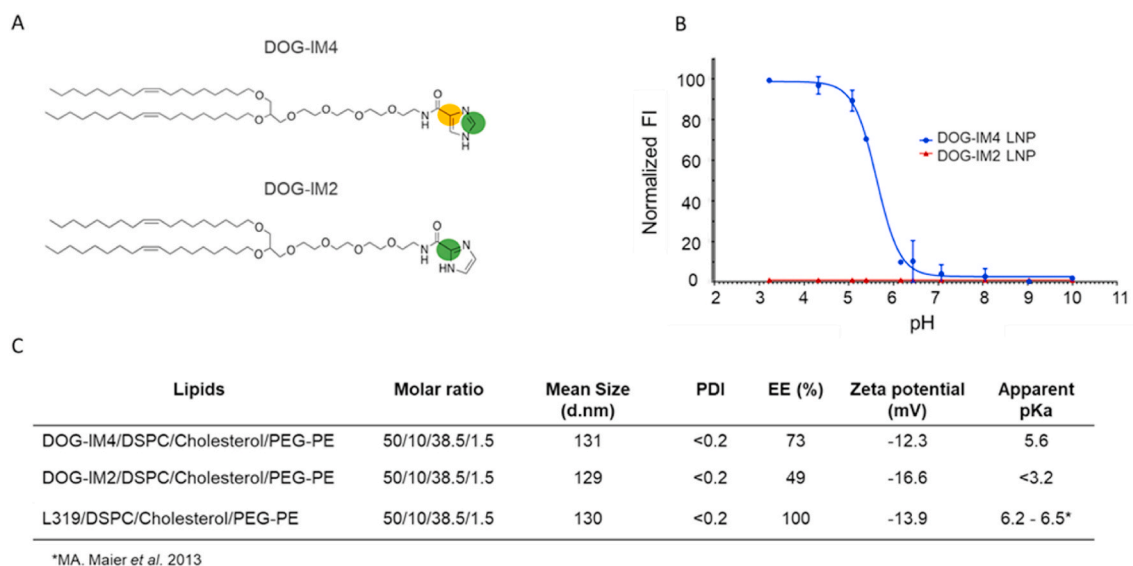 A
DOG-IM4
O
O
O
O
O
O
O
N
H
N
N
H
DOG-IM2
O
O
O
O
O
O
O
N
H
N
HN
B
Normalized FI
100
80
60
40
20
0
2 3 4 5 6 7 8 9 10 11
pH
DOG-IM4 LNP
DOG-IM2 LNP
C
Lipids Molar ratio Mean Size (d.nm) PDI EE (%) Zeta potential (mV) Apparent pKa
DOG-IM4/DSPC/Cholesterol/PEG-PE 50/10/38.5/1.5 131 <0.2 73 -12.3 5.6
DOG-IM2/DSPC/Cholesterol/PEG-PE 50/10/38.5/1.5 129 <0.2 49 -16.6 <3.2
L319/DSPC/Cholesterol/PEG-PE 50/10/38.5/1.5 130 <0.2 100 -13.9 6.2 - 6.5*
*MA. Maier et al. 2013